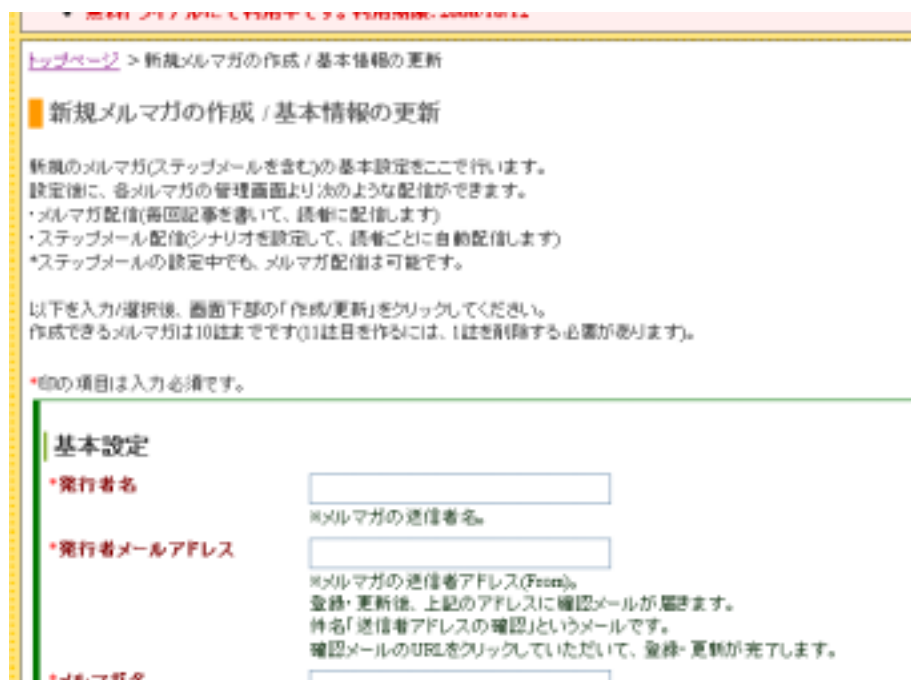 トップページ > 新規メルマガの作成 / 基本情報の更新
新規メルマガの作成 / 基本情報の更新
新規のメルマガ(ステップメールを含む)の基本設定をここで行います。
設定後に、各メルマガの管理画面より次のような配信ができます。
・メルマガ配信(毎回記事を書いて、読者に配信します)
・ステップメール配信(シナリオを設定して、読者ごとに自動配信します)
*ステップメールの設定中でも、メルマガ配信は可能です。
以下を入力/選択後、画面下部の「作成/更新」をクリックしてください。
作成できるメルマガは10誌までです(11誌目を作るには、1誌を削除する必要があります)。
*印の項目は入力必須です。
基本設定
*発行者名
※メルマガの送信者名。
*発行者メールアドレス
※メルマガの送信者アドレス(From)。
登録・更新後、上記のアドレスに確認メールが届きます。
件名「送信者アドレスの確認」というメールです。
確認メールのURLをクリックしていただいて、登録・更新が完了します。
*メルマガ名